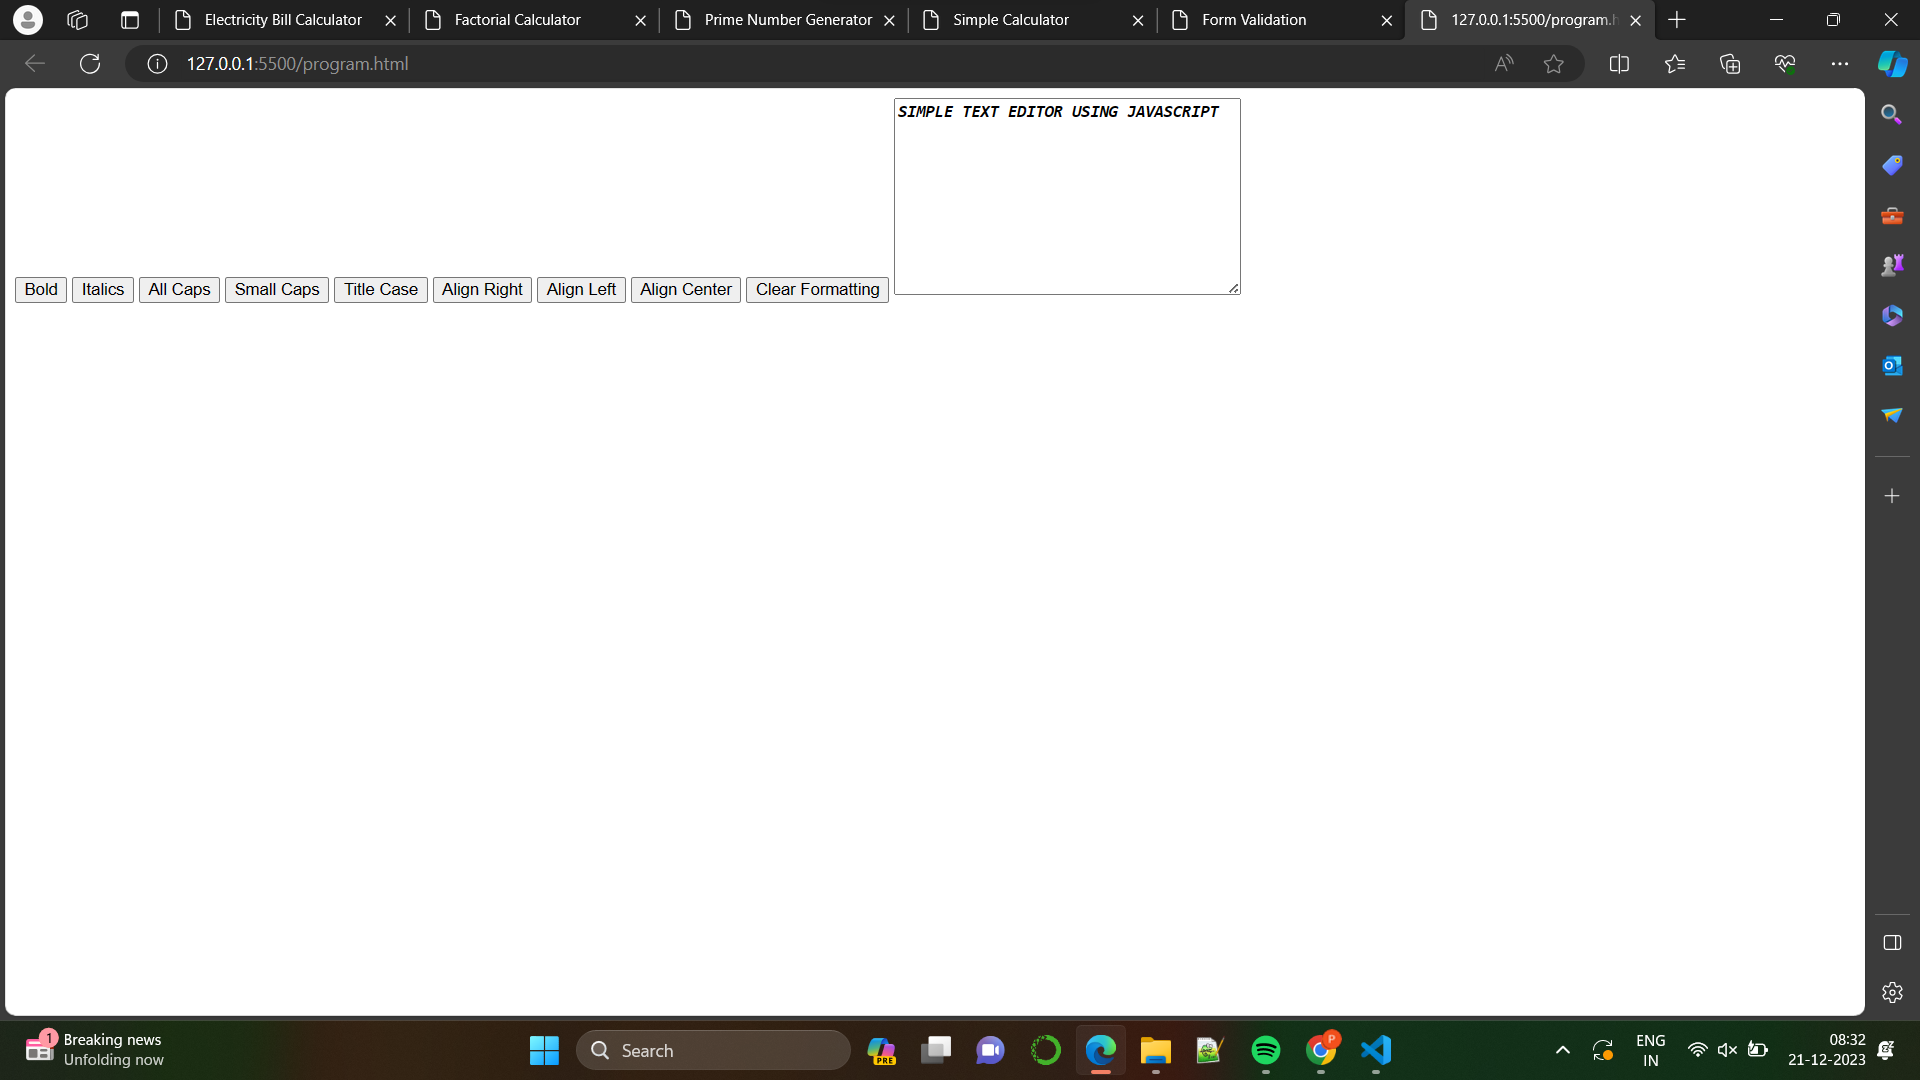 Electricity Bill Calculator
Factorial Calculator
Prime Number Generator
Simple Calculator
Form Validation
127.0.0.1:5500/program.h
127.0.0.1:5500/program.html
SIMPLE TEXT EDITOR USING JAVASCRIPT
Bold Italics All Caps Small Caps Title Case Align Right Align Left Align Center Clear Formatting
1
Breaking news
Unfolding now
Search
PRE
P
ENG
IN
08:32
21-12-2023